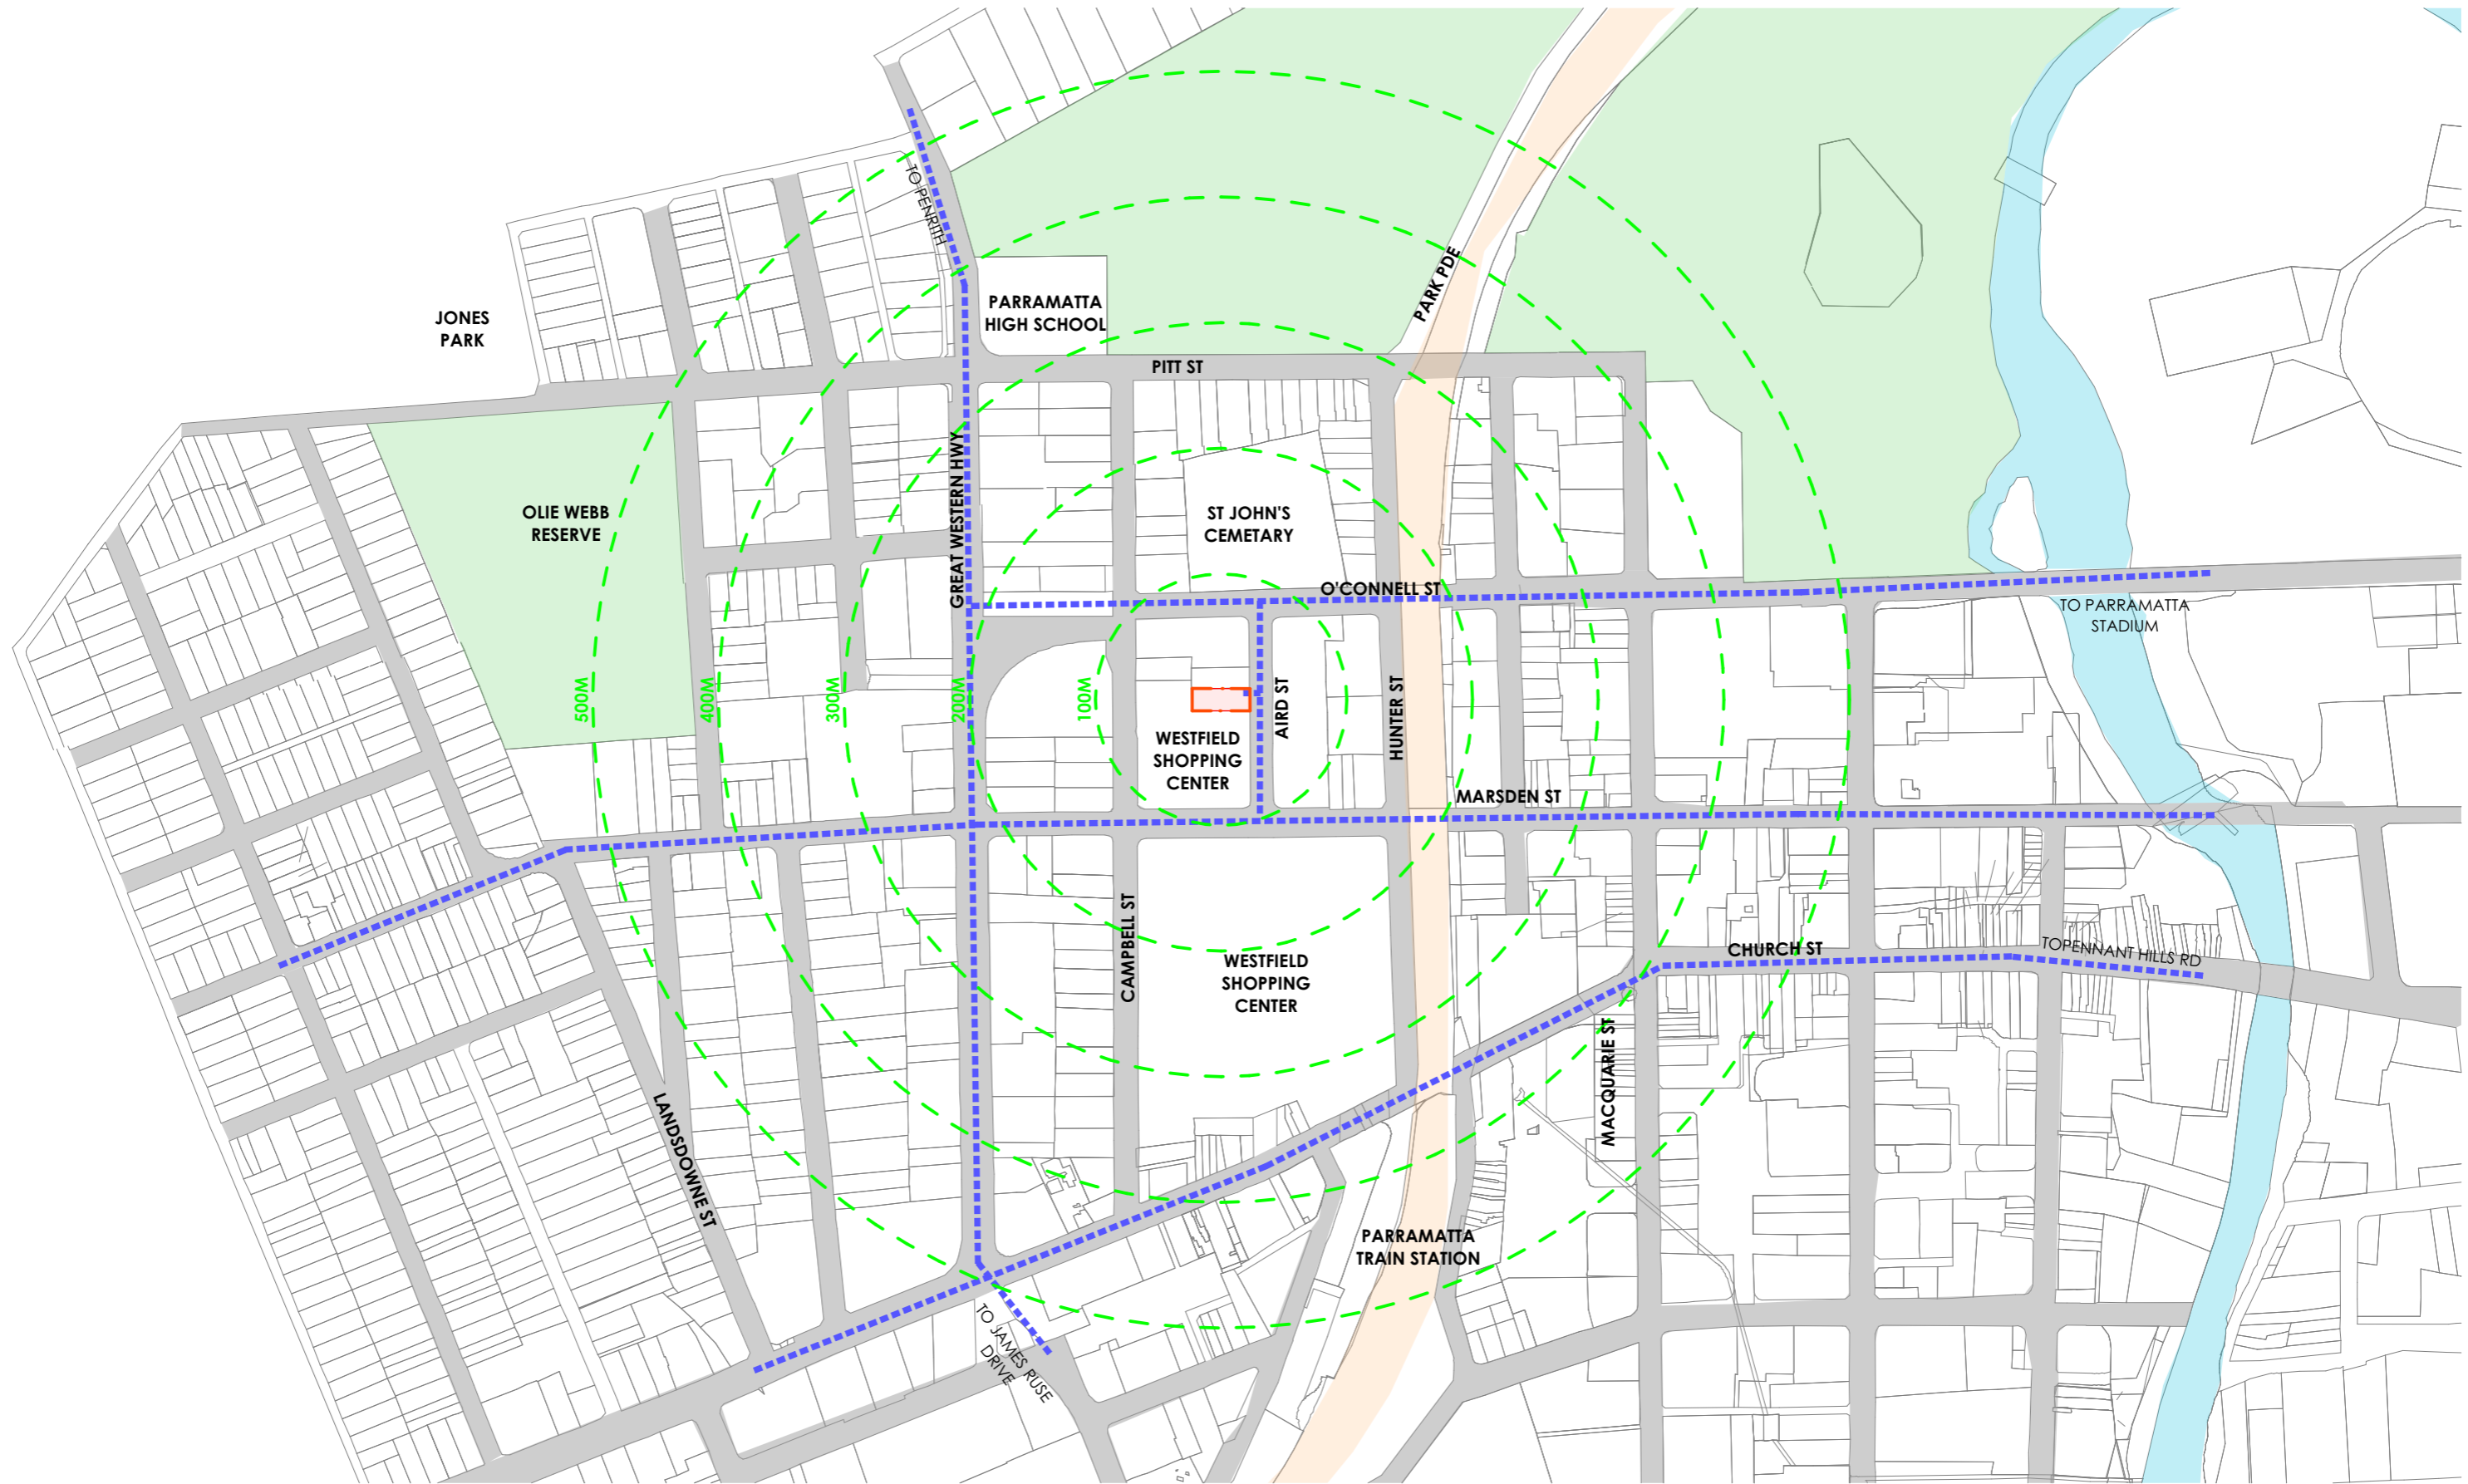 TO PENRITH
PARK PDE
PARRAMATTA
HIGH SCHOOL
JONES
PARK
PITT ST
GREAT WESTERN HWY
OLIE WEBB
RESERVE
ST JOHN'S
CEMETARY
O'CONNELL ST
TO PARRAMATTA
STADIUM
500M
400M
300M
200M
100M
AIRD ST
HUNTER ST
WESTFIELD
SHOPPING
CENTER
MARSDEN ST
CAMPBELL ST
WESTFIELD
SHOPPING
CENTER
CHURCH ST
TOPENNANT HILLS RD
MACQUARIE ST
LANDSDOWNE ST
PARRAMATTA
TRAIN STATION
TO JAMES RUSE
DRIVE